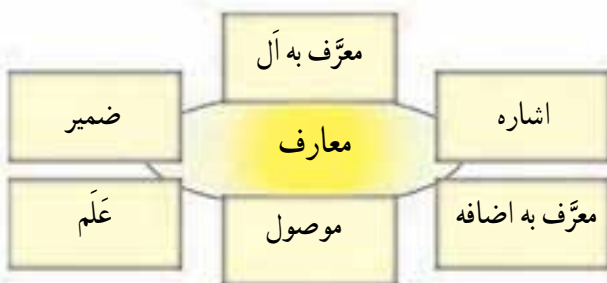 معرَّف به اَل
اشاره
معارف
ضمیر
معرَّف به اضافه
موصول
عَلَم